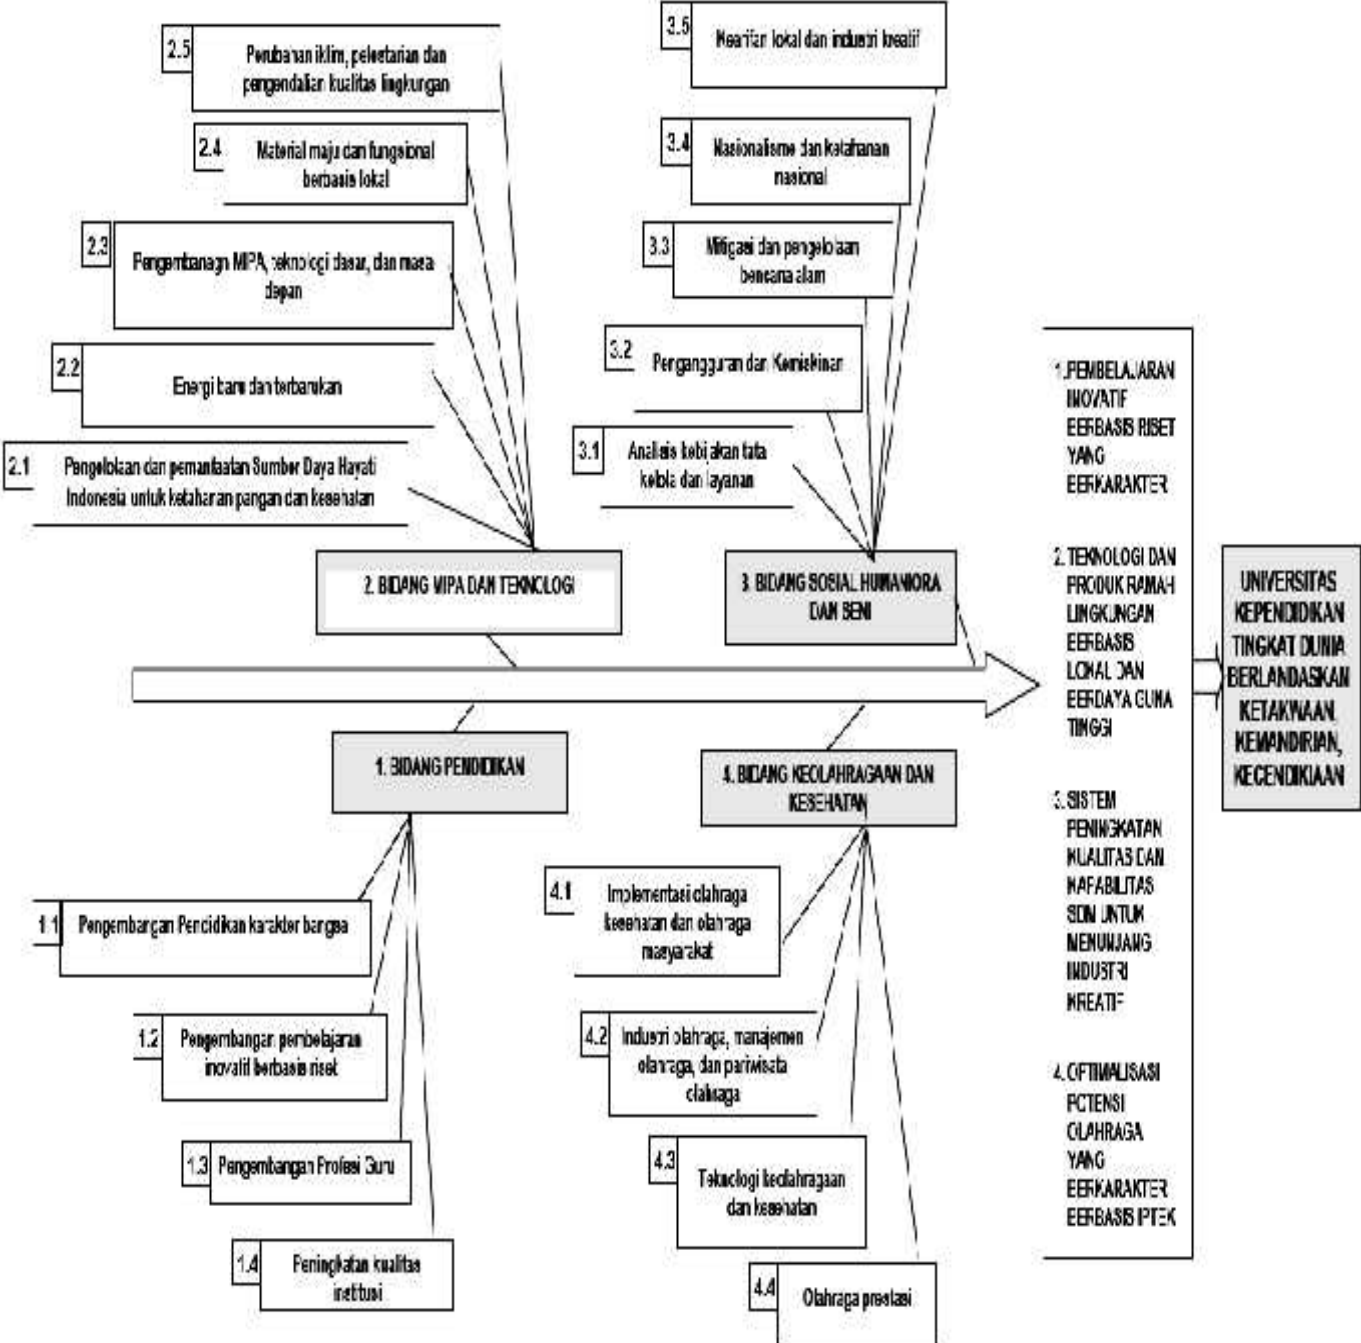 2.5
Perubahan iklim, pelestarian dan
pengendalian kualitas lingkungan
2.4
Material maju dan fungsional
berbasis lokal
2.3
Pengembanagn MIPA, teknologi dasar, dan masa
depan
2.2
Energi baru dan terbarukan
2.1
Pengelolaan dan pemanfaatan Sumber Daya Hayati
Indonesia untuk ketahanan pangan dan kesehatan
2. BIDANG MIPA DAN TEKNOLOGI
3.5
Kearifan lokal dan industri kreatif
3.4
Nasionalisme dan ketahanan
nasional
3.3
Mitigasi dan pengelolaan
bencana alam
3.2
Pengangguran dan Kemiskinan
3.1
Analisis kebijakan tata
kelola dan layanan
3. BIDANG SOSIAL HUMANIORA
DAN SENI
1. BIDANG PENDIDIKAN
1.1
Pengembangan Pendidikan karakter bangsa
1.2
Pengembangan pembelajaran
inovatif berbasis riset
1.3
Pengembangan Profesi Guru
1.4
Peningkatan kualitas
institusi
4. BIDANG KEOLAHRAGAAN DAN
KESEHATAN
4.1
Implementasi olahraga
kesehatan dan olahraga
masyarakat
4.2
Industri olahraga, manajemen
olahraga, dan pariwisata
olahraga
4.3
Teknologi keolahragaan
dan kesehatan
4.4
Olahraga prestasi
1. PEMBELAJARAN
INOVATIF
BERBASIS RISET
YANG
BERKARAKTER
2. TEKNOLOGI DAN
PRODUK RAMAH
LINGKUNGAN
BERBASIS
LOKAL DAN
BERDAYA GUNA
TINGGI
3. SISTEM
PENINGKATAN
KUALITAS DAN
KAPABILITAS
SDM UNTUK
MENUNJANG
INDUSTRI
KREATIF
4. OPTIMALISASI
POTENSI
OLAHRAGA
YANG
BERKARAKTER
BERBASIS IPTEK
UNIVERSITAS
KEPENDIDIKAN
TINGKAT DUNIA
BERLANDASKAN
KETAKWAAN,
KEMANDIRIAN,
KECENDIKIAAN